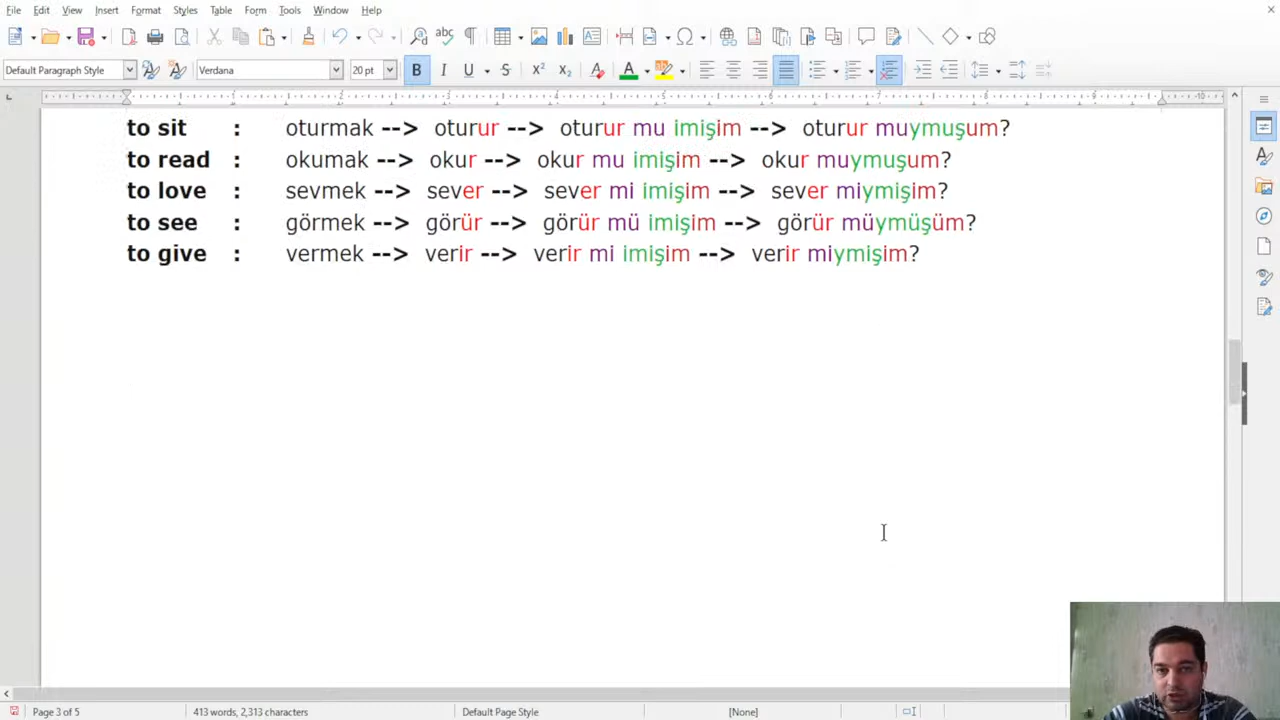 File Edit View Insert Format Styles Table Form Tools Window Help
Default Paragraph Style Verdana 20 pt
to sit : oturmak --> oturur --> oturur mu imişim --> oturur muymuşum?
to read : okumak --> okur --> okur mu imişim --> okur muymuşum?
to love : sevmek --> sever --> sever mi imişim --> sever miymişim?
to see : görmek --> görür --> görür mü imişim --> görür müymüşüm?
to give : vermek --> verir --> verir mi imişim --> verir miymişim?
Page 3 of 5 413 words, 2,313 characters Default Page Style [None]